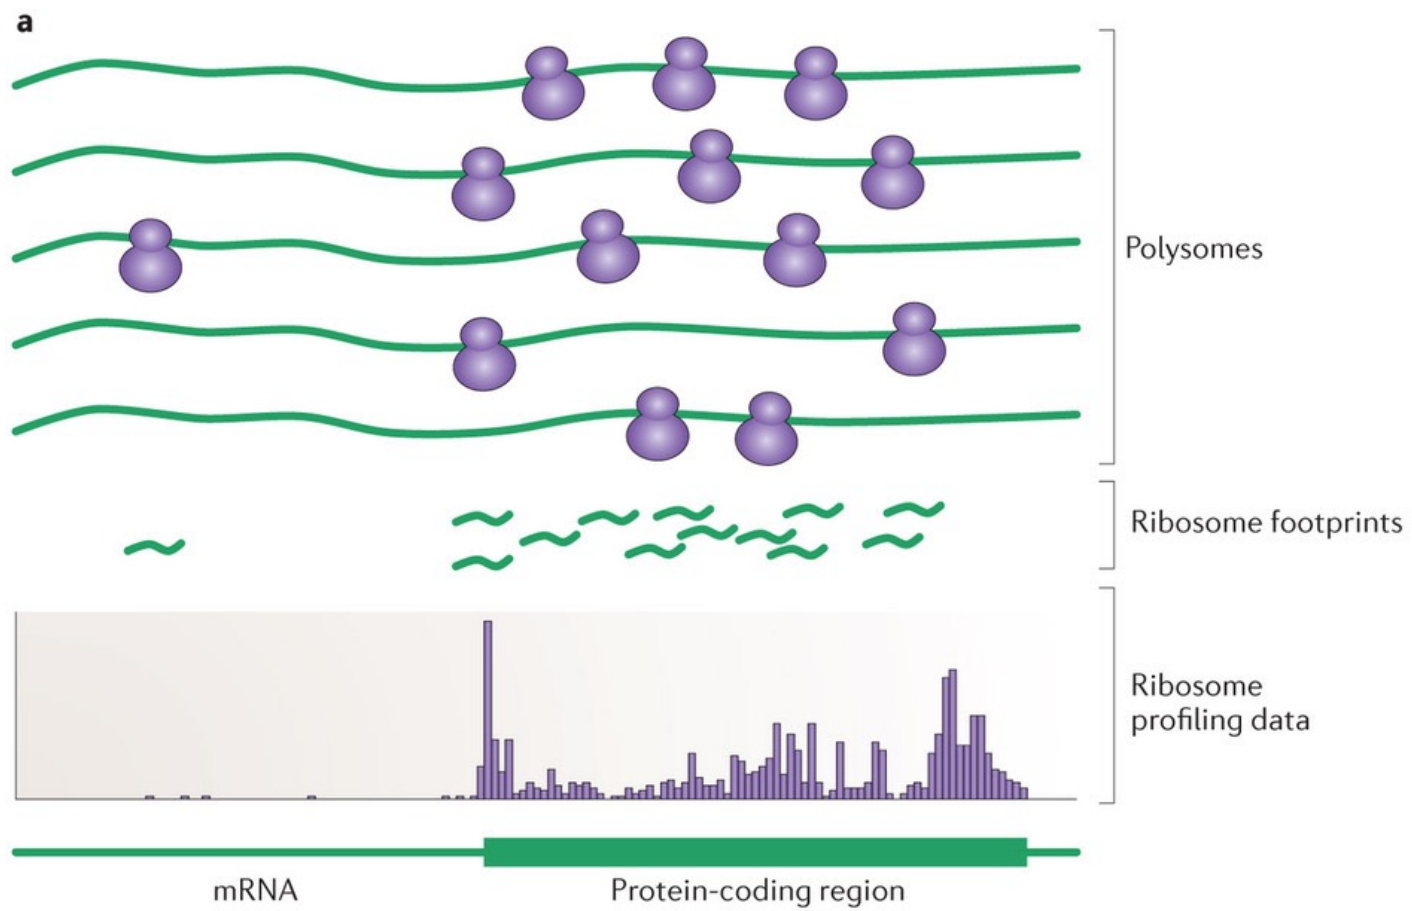 a
Polysomes
Ribosome footprints
Ribosome
profiling data
mRNA
Protein-coding region